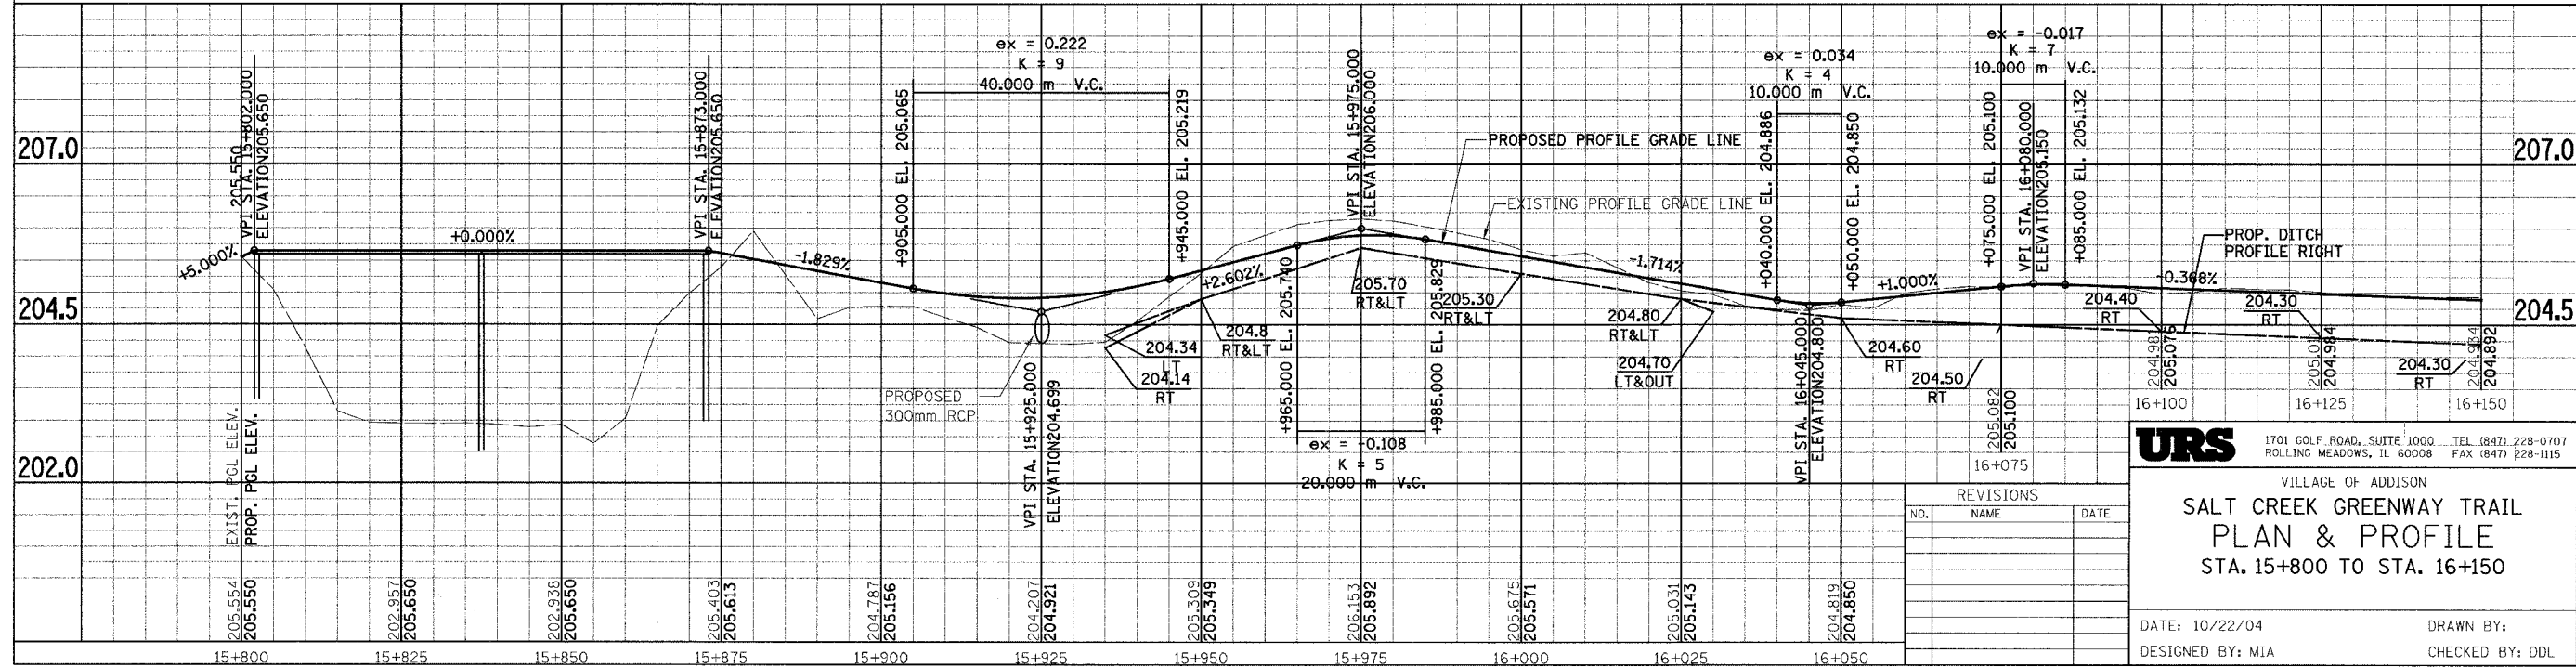 207.0
204.5
202.0
207.0
204.5
205.550
VPI STA. 15+802.000
ELEVATION205.650
+5.000%
+0.000%
VPI STA. 15+873.000
ELEVATION205.650
-1.829%
ex = 0.222
K = 9
40.000 m V.C.
+905.000 EL. 205.065
+945.000 EL. 205.219
PROPOSED
300mm RCP
VPI STA. 15+925.000
ELEVATION204.699
+2.602%
204.34
LT
204.14
RT
204.8
RT&LT
VPI STA. 15+975.000
ELEVATION206.000
205.70
RT&LT
+965.000 EL. 205.740
+985.000 EL. 205.829
ex = -0.108
K = 5
20.000 m V.C.
PROPOSED PROFILE GRADE LINE
EXISTING PROFILE GRADE LINE
205.30
RT&LT
-1.714%
204.80
RT&LT
204.70
LT&OUT
ex = 0.034
K = 4
10.000 m V.C.
+040.000 EL. 204.886
+050.000 EL. 204.850
VPI STA. 16+045.000
ELEVATION204.800
+1.000%
204.60
RT
204.50
RT
ex = -0.017
K = 7
10.000 m V.C.
+075.000 EL. 205.100
VPI STA. 16+080.000
ELEVATION205.150
+085.000 EL. 205.132
PROP. DITCH
PROFILE RIGHT
-0.368%
204.40
RT
204.30
RT
204.30
RT
EXIST. PGL ELEV.
PROP. PGL ELEV.
205.554
205.550
202.957
205.650
202.938
205.650
205.403
205.613
204.787
205.156
204.207
204.921
205.309
205.349
206.153
205.892
205.675
205.571
205.031
205.143
204.819
204.850
205.082
205.100
205.076
204.984
204.934
204.892
15+800
15+825
15+850
15+875
15+900
15+925
15+950
15+975
16+000
16+025
16+050
16+075
16+100
16+125
16+150
REVISIONS
NO. NAME DATE
URS
1701 GOLF ROAD, SUITE 1000 TEL (847) 228-0707
ROLLING MEADOWS, IL 60008 FAX (847) 228-1115
VILLAGE OF ADDISON
SALT CREEK GREENWAY TRAIL
PLAN & PROFILE
STA. 15+800 TO STA. 16+150
DATE: 10/22/04 DRAWN BY:
DESIGNED BY: MIA CHECKED BY: DDL